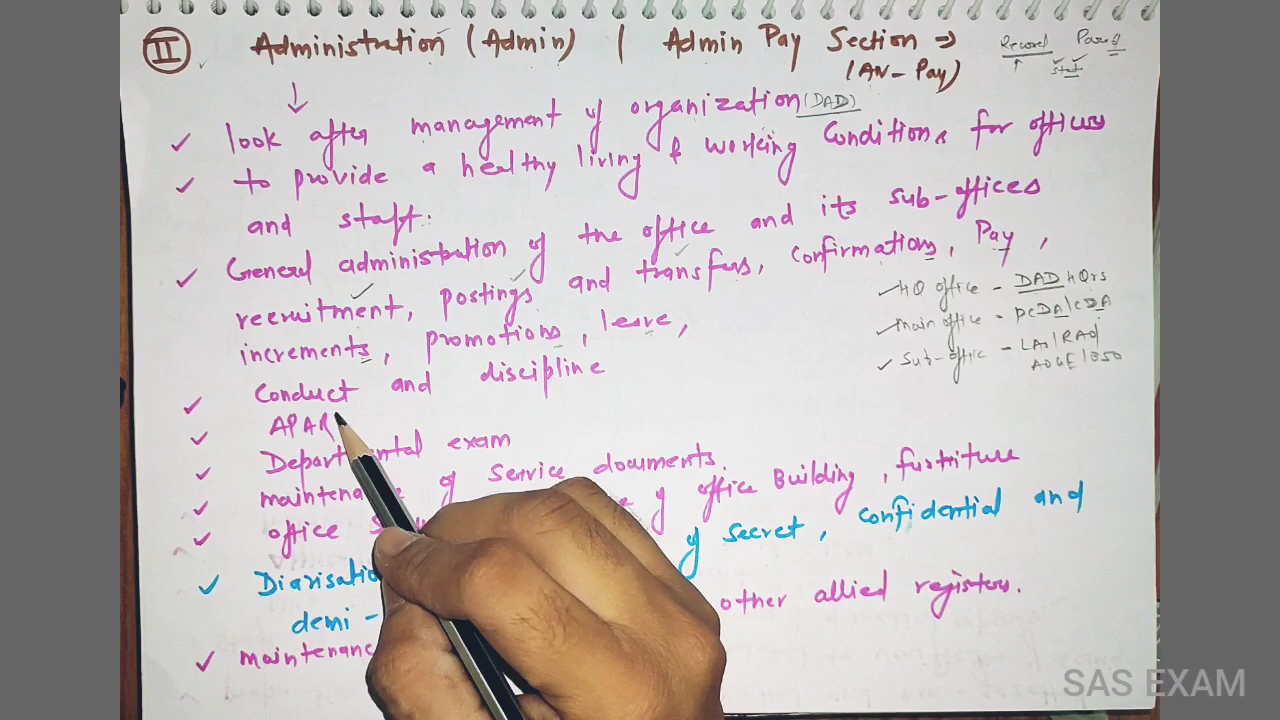 II Administration (Admin) | Admin Pay Section ⇒
(AN-Pay)
Record Part II
Staff
look after management of organization (DAD)
to provide a healthy living & working Conditions for officers
and staff.
General administration of the office and its sub-offices
recruitment, postings and transfers, confirmations, Pay,
increments, promotions, leave,
HQ office - DAD HQrs
main office - PCDA/CDA
Sub-office - LAO/RAO/
AOGE/BSO
Conduct and discipline
APAR
Departmental exam
maintenance of service documents.
office of office Building, furniture
Diarisation of secret, confidential and
demi-
maintenance other allied registers.
SAS EXAM